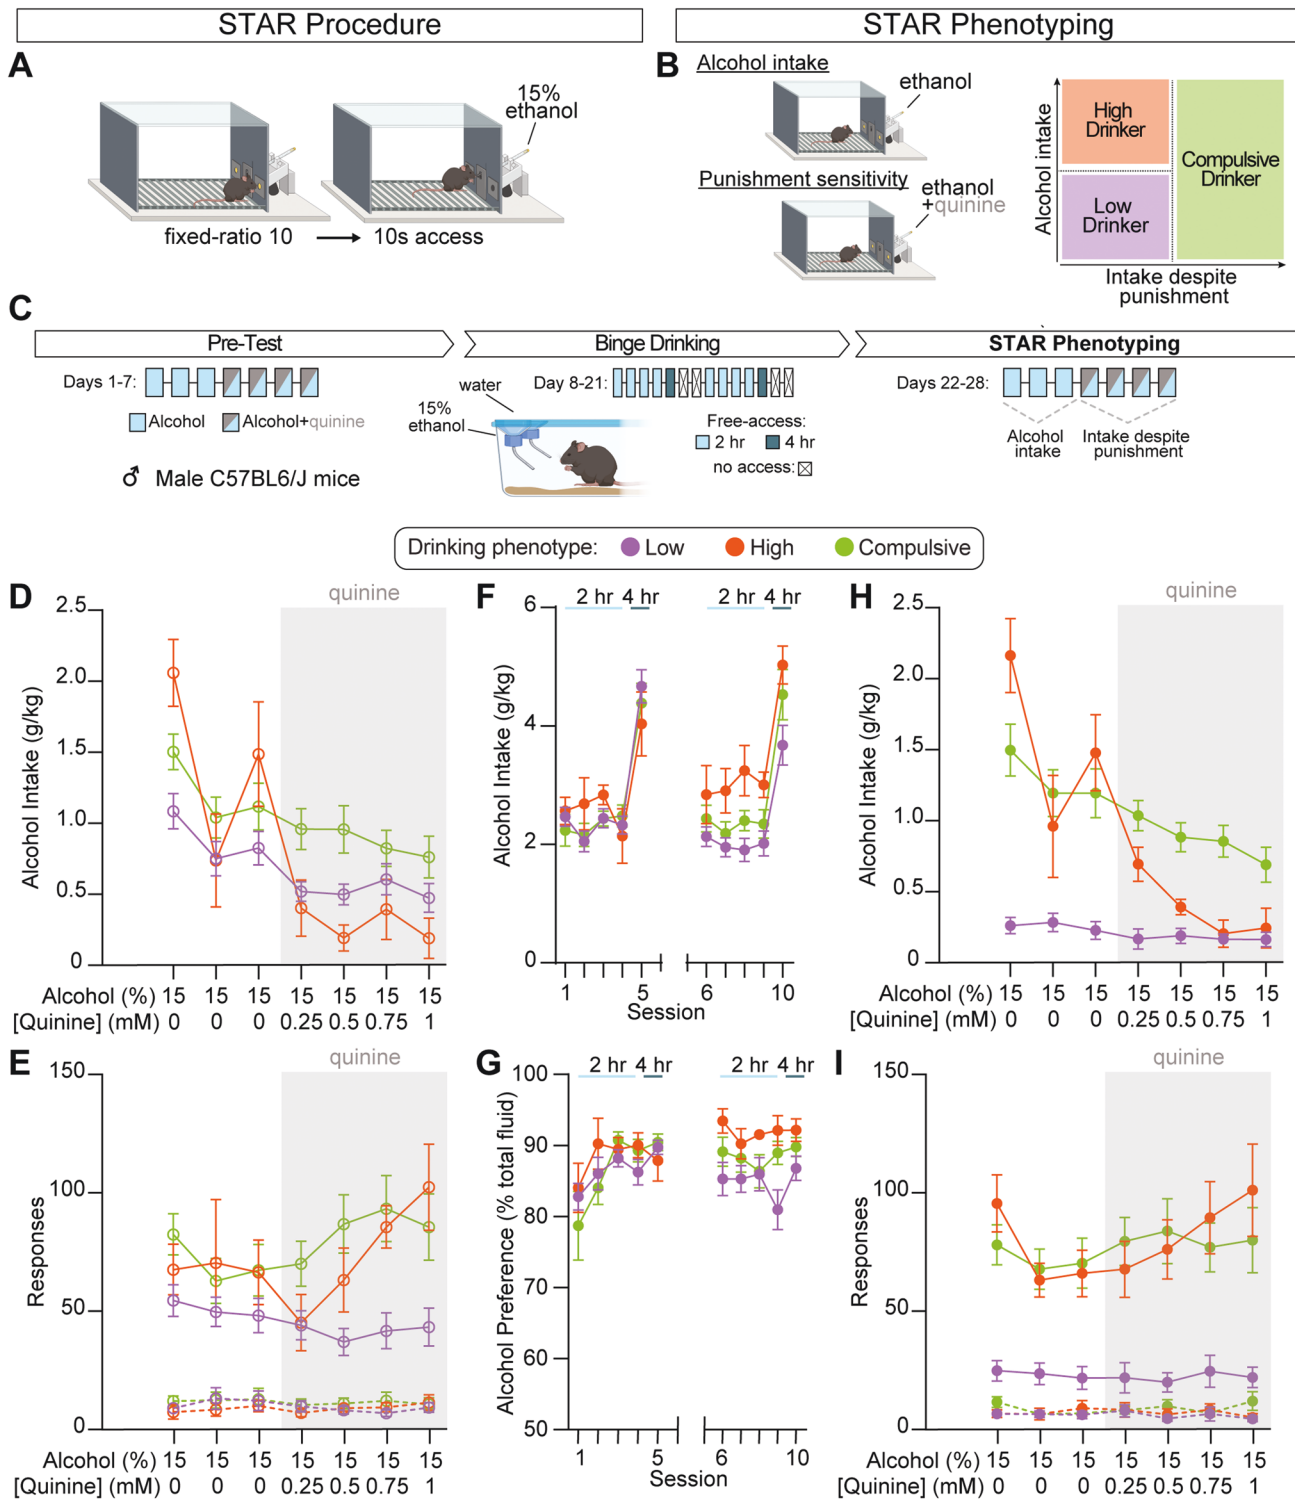 STAR Procedure
STAR Phenotyping
A
15%
ethanol
fixed-ratio 10
10s access
B
Alcohol intake
ethanol
Punishment sensitivity
ethanol
+quinine
Alcohol intake
High
Drinker
Low
Drinker
Compulsive
Drinker
Intake despite
punishment
C
Pre-Test
Binge Drinking
STAR Phenotyping
Days 1-7:
Alcohol
Alcohol+quinine
♂ Male C57BL6/J mice
water
15%
ethanol
Day 8-21:
Free-access:
2 hr
4 hr
no access:
Days 22-28:
Alcohol
intake
Intake despite
punishment
Drinking phenotype:
Low
High
Compulsive
D
quinine
Alcohol Intake (g/kg)
2.5
2.0
1.5
1.0
0.5
0
Alcohol (%) 15 15 15 15 15 15 15
[Quinine] (mM) 0 0 0 0.25 0.5 0.75 1
F
2 hr 4 hr 2 hr 4 hr
Alcohol Intake (g/kg)
6
4
2
0
1 5 6 10
Session
H
quinine
Alcohol Intake (g/kg)
2.5
2.0
1.5
1.0
0.5
0
Alcohol (%) 15 15 15 15 15 15 15
[Quinine] (mM) 0 0 0 0.25 0.5 0.75 1
E
quinine
Responses
150
100
50
0
Alcohol (%) 15 15 15 15 15 15 15
[Quinine] (mM) 0 0 0 0.25 0.5 0.75 1
G
2 hr 4 hr 2 hr 4 hr
Alcohol Preference (% total fluid)
100
90
80
70
60
50
1 5 6 10
Session
I
quinine
Responses
150
100
50
0
Alcohol (%) 15 15 15 15 15 15 15
[Quinine] (mM) 0 0 0 0.25 0.5 0.75 1